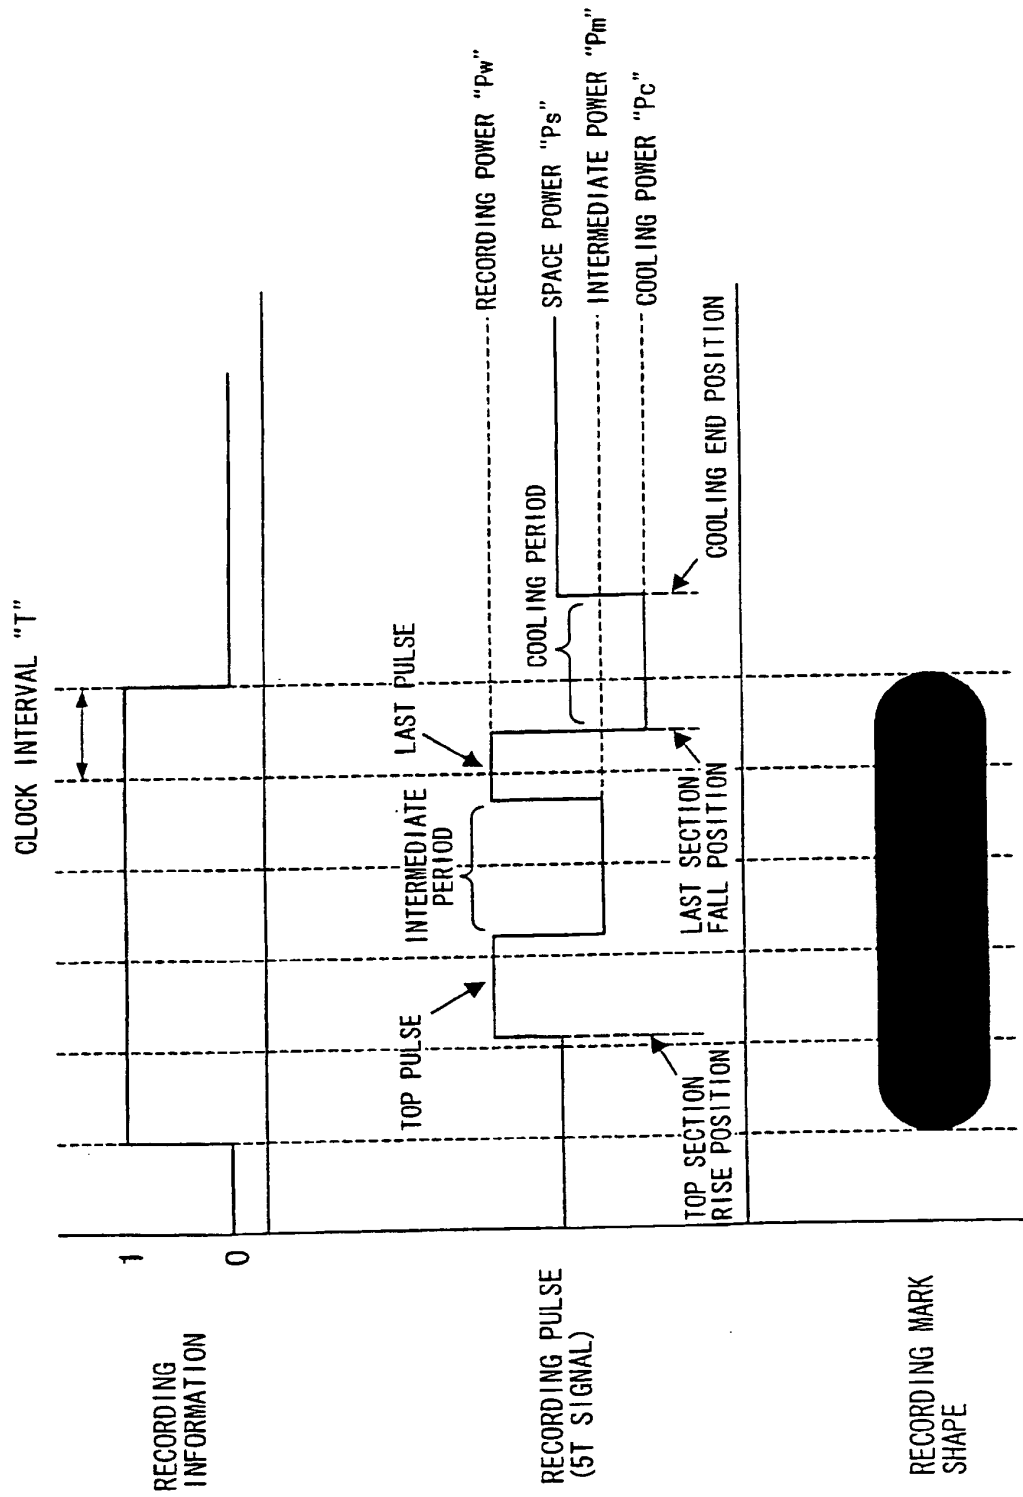 CLOCK INTERVAL "T"
RECORDING
INFORMATION
1
0
RECORDING PULSE
(5T SIGNAL)
TOP PULSE
INTERMEDIATE
PERIOD
LAST PULSE
COOLING PERIOD
RECORDING POWER "Pw"
SPACE POWER "Ps"
INTERMEDIATE POWER "Pm"
COOLING POWER "Pc"
TOP SECTION
RISE POSITION
LAST SECTION
FALL POSITION
COOLING END POSITION
RECORDING MARK
SHAPE